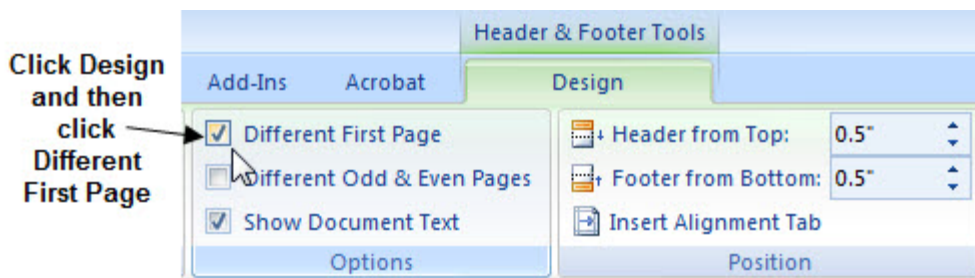 Header & Footer Tools
Click Design
and then
click
Different
First Page
Add-Ins Acrobat Design
Different First Page
Different Odd & Even Pages
Show Document Text
Options
Header from Top: 0.5"
Footer from Bottom: 0.5"
Insert Alignment Tab
Position